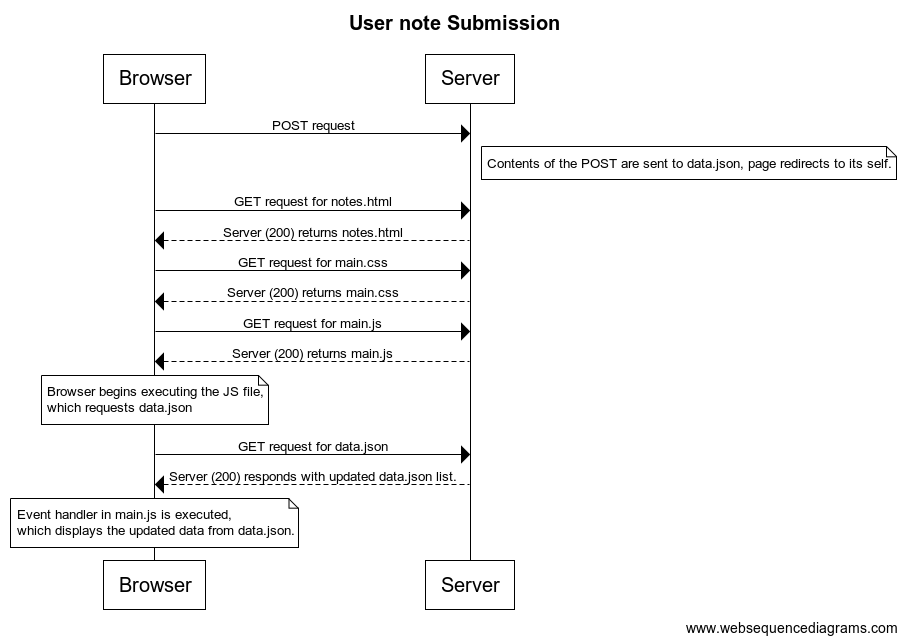 User note Submission
Browser
Server
POST request
Contents of the POST are sent to data.json, page redirects to its self.
GET request for notes.html
Server (200) returns notes.html
GET request for main.css
Server (200) returns main.css
GET request for main.js
Server (200) returns main.js
Browser begins executing the JS file,
which requests data.json
GET request for data.json
Server (200) responds with updated data.json list.
Event handler in main.js is executed,
which displays the updated data from data.json.
Browser
Server
www.websequencediagrams.com